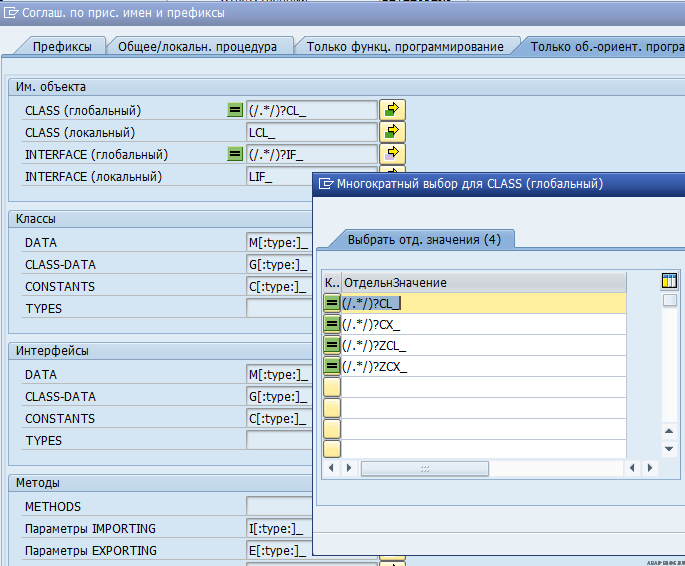 Соглаш. по прис. имен и префиксы
Префиксы
Общее/локальн. процедура
Только функц. программирование
Только об.-ориент. програ
Им. объекта
CLASS (глобальный) (/.*/)?CL_
CLASS (локальный) LCL_
INTERFACE (глобальный) (/.*/)?IF_
INTERFACE (локальный) LIF_
Классы
DATA M[:type:]_
CLASS-DATA G[:type:]_
CONSTANTS C[:type:]_
TYPES
Интерфейсы
DATA M[:type:]_
CLASS-DATA G[:type:]_
CONSTANTS C[:type:]_
TYPES
Методы
METHODS
Параметры IMPORTING I[:type:]_
Параметры EXPORTING E[:type:]_
Многократный выбор для CLASS (глобальный)
Выбрать отд. значения (4)
К.. ОтдельнЗначение
(/.*/)?CL_
(/.*/)?CX_
(/.*/)?ZCL_
(/.*/)?ZCX_